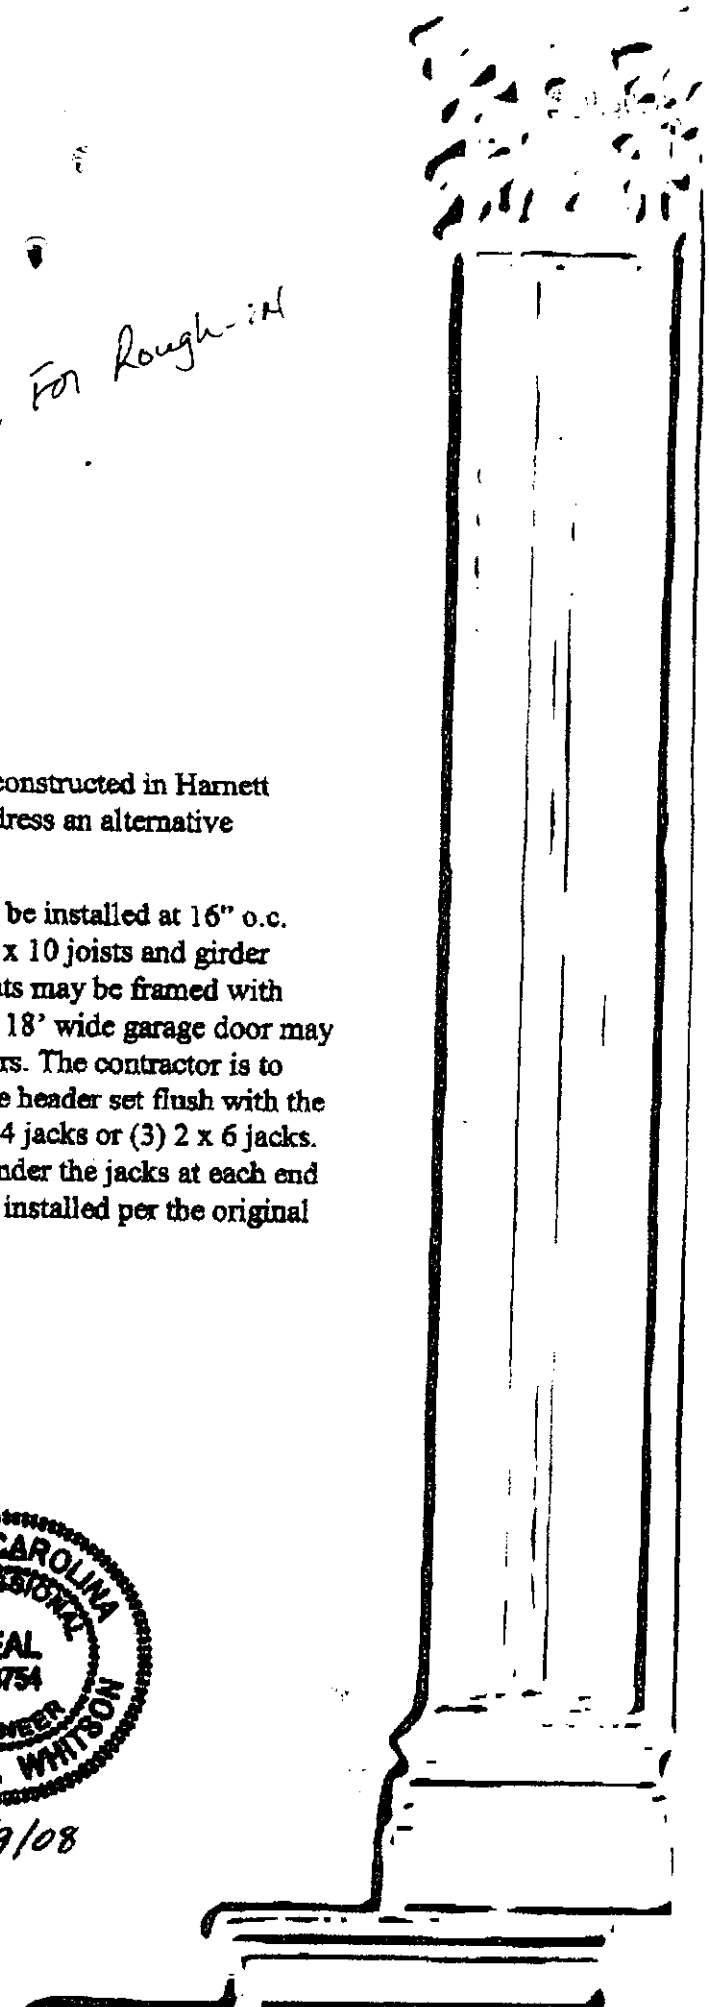 For Rough-iN
constructed in Harnett
dress an alternative
be installed at 16" o.c.
x 10 joists and girder
nts may be framed with
18' wide garage door may
rs. The contractor is to
e header set flush with the
4 jacks or (3) 2 x 6 jacks.
nder the jacks at each end
installed per the original
CAROLINA
SSIONAL
EAL
3754
NEER
WHITSON
9/08